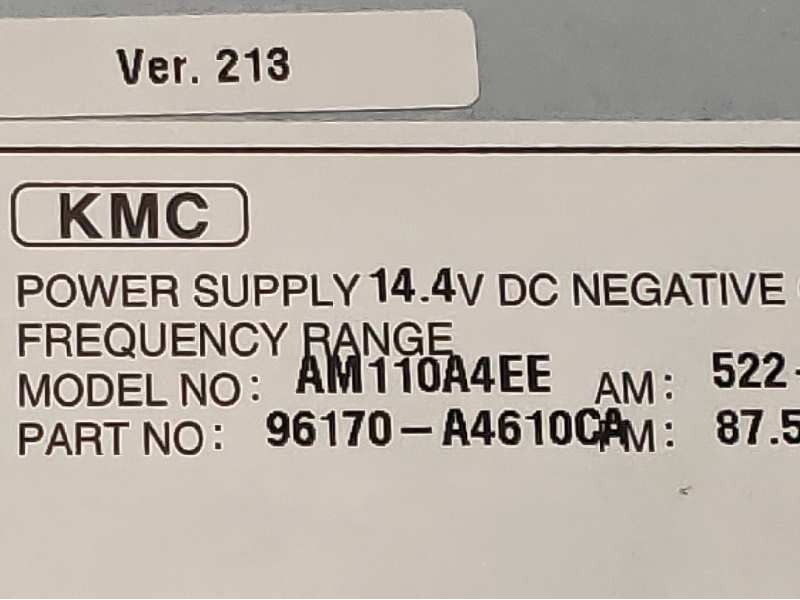 Ver. 213
KMC
POWER SUPPLY 14.4V DC NEGATIVE
FREQUENCY RANGE
MODEL NO: AM110A4EE AM: 522-
PART NO: 96170-A4610CA FM: 87.5